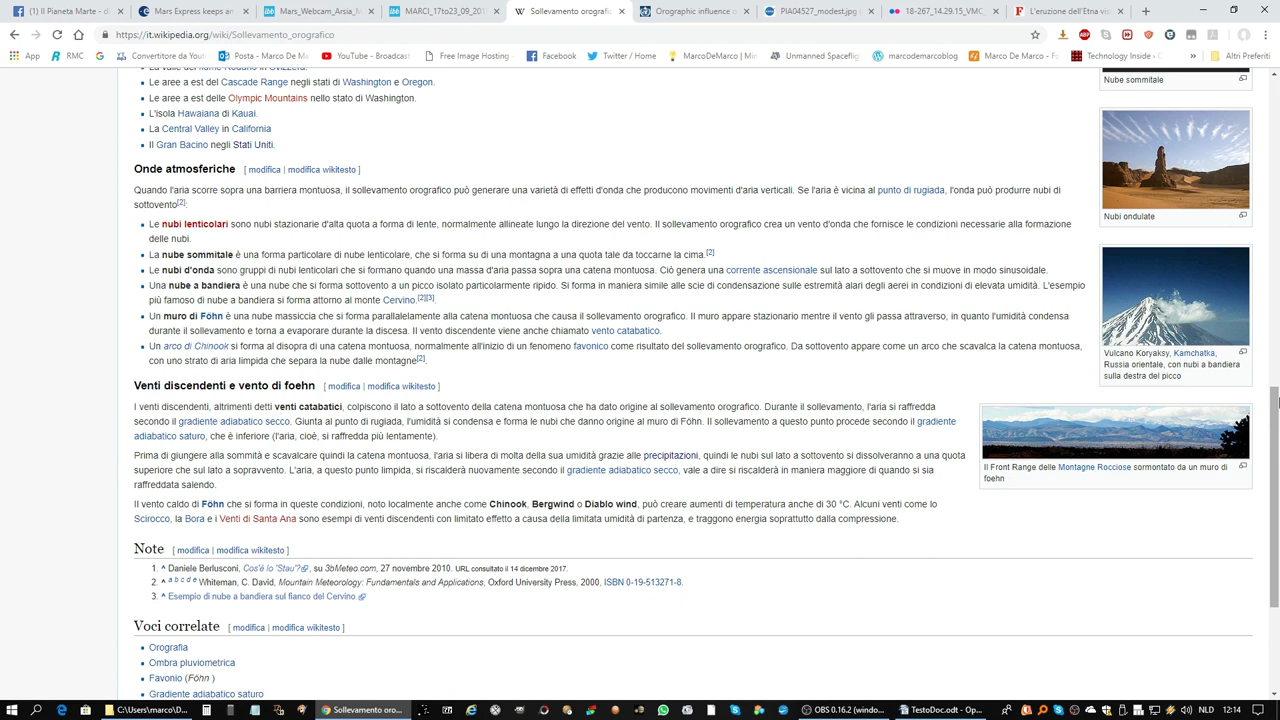 (1) Il Pianeta Marte - d
Mars Express keeps an
Mars_Webcam_Arsia_M
MARCI_17to23_09_201
Sollevamento orografic
Orographic influence o
PIA04527_modest.jpg (
18-267_14.29.15_VMC_
L'eruzione dell'Etna vist
https://it.wikipedia.org/wiki/Sollevamento_orografico
App
RMC
Convertitore da Youtu
Posta - Marco De Me
YouTube - Broadcast
Free Image Hosting -
Facebook
Twitter / Home
MarcoDeMarco | Min
Unmanned Spacefligh
marcodemarcoblog
Marco De Marco - Fo
Technology Inside › C
»
Altri Preferiti
Le aree a est del Cascade Range negli stati di Washington e Oregon.
Le aree a est delle Olympic Mountains nello stato di Washington.
L'isola Hawaiana di Kauai.
La Central Valley in California
Il Gran Bacino negli Stati Uniti.
Nube sommitale
Onde atmosferiche [ modifica | modifica wikitesto ]
Quando l'aria scorre sopra una barriera montuosa, il sollevamento orografico può generare una varietà di effetti d'onda che producono movimenti d'aria verticali. Se l'aria è vicina al punto di rugiada, l'onda può produrre nubi di
sottovento[2]:
Le nubi lenticolari sono nubi stazionarie d'alta quota a forma di lente, normalmente allineate lungo la direzione del vento. Il sollevamento orografico crea un vento d'onda che fornisce le condizioni necessarie alla formazione
delle nubi.
La nube sommitale è una forma particolare di nube lenticolare, che si forma su di una montagna a una quota tale da toccarne la cima.[2]
Le nubi d'onda sono gruppi di nubi lenticolari che si formano quando una massa d'aria passa sopra una catena montuosa. Ciò genera una corrente ascensionale sul lato a sottovento che si muove in modo sinusoidale.
Una nube a bandiera è una nube che si forma sottovento a un picco isolato particolarmente ripido. Si forma in maniera simile alle scie di condensazione sulle estremità alari degli aerei in condizioni di elevata umidità. L'esempio
più famoso di nube a bandiera si forma attorno al monte Cervino.[2][3]
Un muro di Föhn è una nube massiccia che si forma parallelalamente alla catena montuosa che causa il sollevamento orografico. Il muro appare stazionario mentre il vento gli passa attraverso, in quanto l'umidità condensa
durante il sollevamento e torna a evaporare durante la discesa. Il vento discendente viene anche chiamato vento catabatico.
Un arco di Chinook si forma al disopra di una catena montuosa, normalmente all'inizio di un fenomeno favonico come risultato del sollevamento orografico. Da sottovento appare come un arco che scavalca la catena montuosa,
con uno strato di aria limpida che separa la nube dalle montagne[2].
Nubi ondulate
Vulcano Koryaksy, Kamchatka,
Russia orientale, con nubi a bandiera
sulla destra del picco
Venti discendenti e vento di foehn [ modifica | modifica wikitesto ]
I venti discendenti, altrimenti detti venti catabatici, colpiscono il lato a sottovento della catena montuosa che ha dato origine al sollevamento orografico. Durante il sollevamento, l'aria si raffredda
secondo il gradiente adiabatico secco. Giunta al punto di rugiada, l'umidità si condensa e forma le nubi che danno origine al muro di Föhn. Il sollevamento a questo punto procede secondo il gradiente
adiabatico saturo, che è inferiore (l'aria, cioè, si raffredda più lentamente).
Prima di giungere alla sommità e scavalcare quindi la catena montuosa, l'aria si libera di molta della sua umidità grazie alle precipitazioni, quindi le nubi sul lato a sottovento si dissolveranno a una quota
superiore che sul lato a sopravento. L'aria, a questo punto limpida, si riscalderà nuovamente secondo il gradiente adiabatico secco, vale a dire si riscalderà in maniera maggiore di quando si sia
raffreddata salendo.
Il vento caldo di Föhn che si forma in queste condizioni, noto localmente anche come Chinook, Bergwind o Diablo wind, può creare aumenti di temperatura anche di 30 °C. Alcuni venti come lo
Scirocco, la Bora e i Venti di Santa Ana sono esempi di venti discendenti con limitato effetto a causa della limitata umidità di partenza, e traggono energia soprattutto dalla compressione.
Il Front Range delle Montagne Rocciose sormontato da un muro di
foehn
Note [ modifica | modifica wikitesto ]
1. ^ Daniele Berlusconi, Cos'é lo "Stau"?, su 3bMeteo.com, 27 novembre 2010. URL consultato il 14 dicembre 2017.
2. ^ a b c d e Whiteman, C. David, Mountain Meteorology: Fundamentals and Applications, Oxford University Press, 2000, ISBN 0-19-513271-8.
3. ^ Esempio di nube a bandiera sul fianco del Cervino
Voci correlate [ modifica | modifica wikitesto ]
Orografia
Ombra pluviometrica
Favonio (Föhn )
Gradiente adiabatico saturo
C:\Users\marco\D...
Sollevamento oro...
OBS 0.16.2 (windo...
TestoDoc.odt - Op...
NLD
12:14